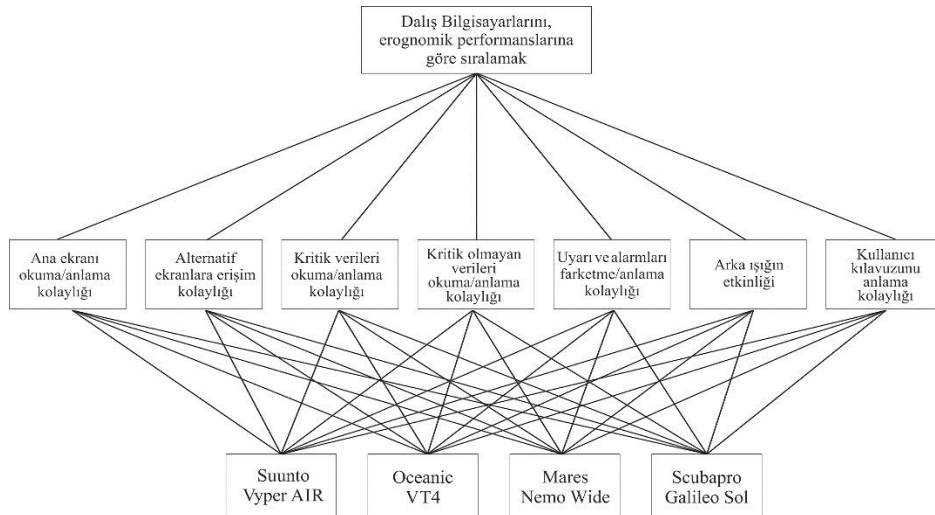 Dalış Bilgisayarlarını,
erognomik performanslarına
göre sıralamak
Ana ekranı
okuma/anlama
kolaylığı
Alternatif
ekranlara erişim
kolaylığı
Kritik verileri
okuma/anlama
kolaylığı
Kritik olmayan
verileri
okuma/anlama
kolaylığı
Uyarı ve alarmları
farketme/anlama
kolaylığı
Arka ışığın
etkinliği
Kullanıcı
kılavuzunu
anlama
kolaylığı
Suunto
Vyper AIR
Oceanic
VT4
Mares
Nemo Wide
Scubapro
Galileo Sol